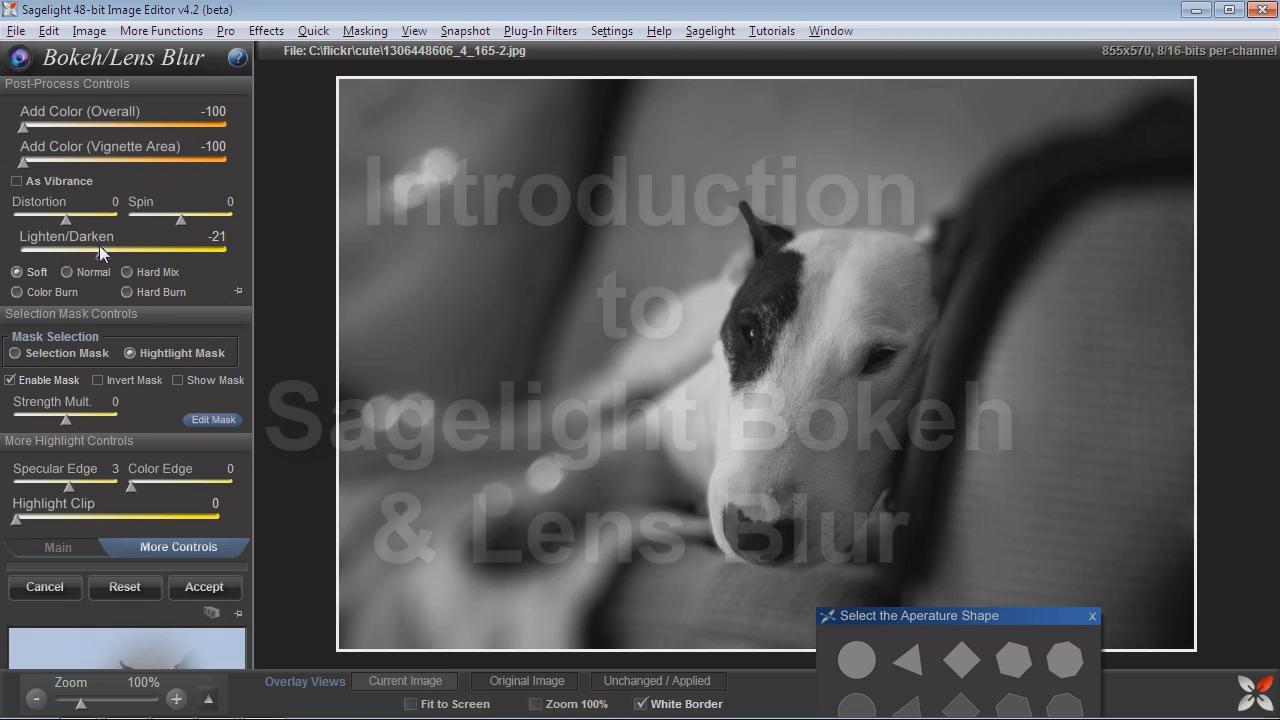 Sagelight 48-bit Image Editor v4.2 (beta)
File Edit Image More Functions Pro Effects Quick Masking View Snapshot Plug-In Filters Settings Help Sagelight Tutorials Window
Bokeh/Lens Blur ?
File: C:\flickr\cute\1306448606_4_165-2.jpg 855x570, 8/16-bits per-channel
Post-Process Controls
Add Color (Overall) -100
Add Color (Vignette Area) -100
As Vibrance
Distortion 0 Spin 0
Lighten/Darken -21
Soft Normal Hard Mix
Color Burn Hard Burn
Selection Mask Controls
Mask Selection
Selection Mask Hightlight Mask
Enable Mask Invert Mask Show Mask
Strength Mult. 0
Edit Mask
More Highlight Controls
Specular Edge 3 Color Edge 0
Highlight Clip 0
Main More Controls
Cancel Reset Accept
Introduction
to
Sagelight Bokeh
& Lens Blur
Select the Aperature Shape X
Zoom 100%
Overlay Views Current Image Original Image Unchanged / Applied
Fit to Screen Zoom 100% White Border